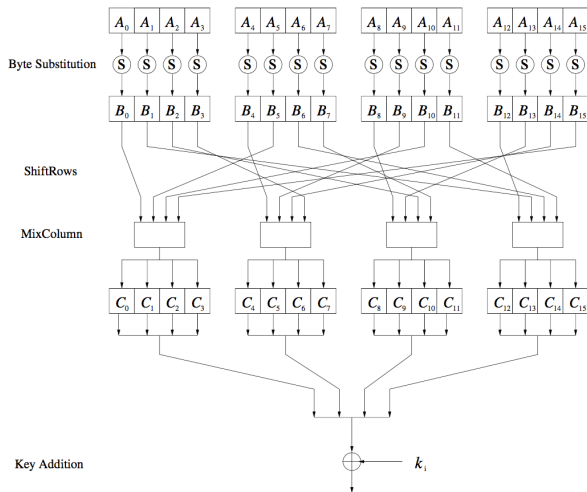 A0 A1 A2 A3 A4 A5 A6 A7 A8 A9 A10 A11 A12 A13 A14 A15
Byte Substitution S S S S S S S S S S S S S S S S
B0 B1 B2 B3 B4 B5 B6 B7 B8 B9 B10 B11 B12 B13 B14 B15
ShiftRows
MixColumn
C0 C1 C2 C3 C4 C5 C6 C7 C8 C9 C10 C11 C12 C13 C14 C15
Key Addition ki